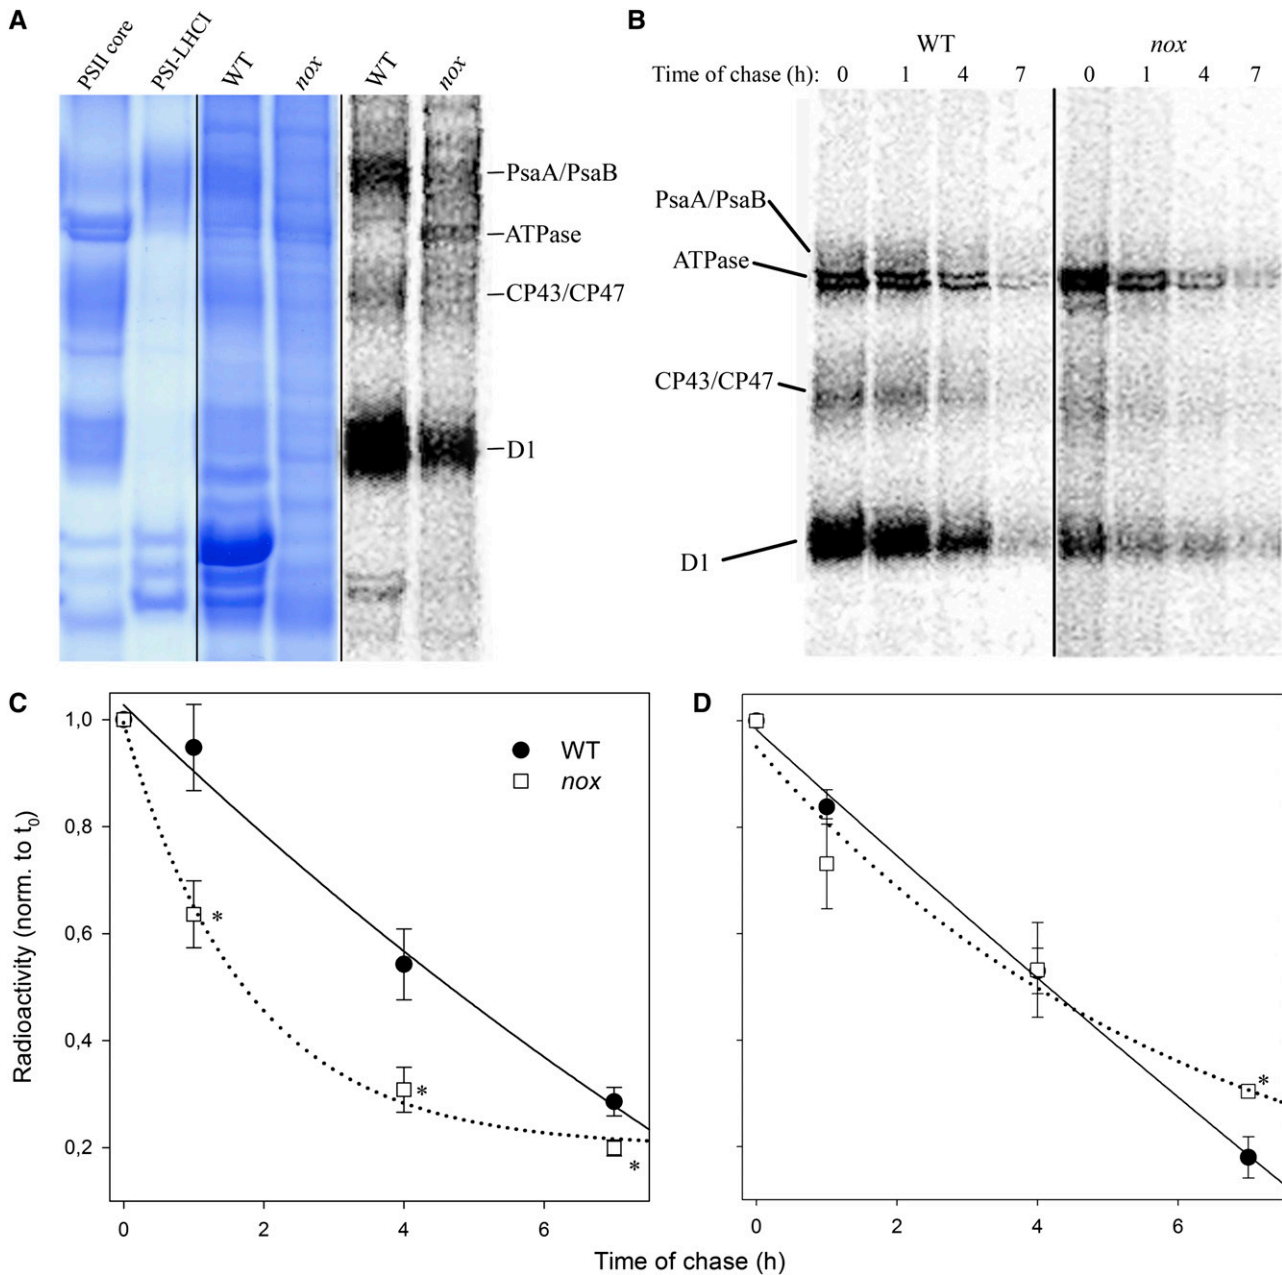 A
PSII core
PSI-LHCI
WT
nox
WT
nox
PsaA/PsaB
ATPase
CP43/CP47
D1
B
WT
nox
Time of chase (h):
0
1
4
7
0
1
4
7
PsaA/PsaB
ATPase
CP43/CP47
D1
C
1,0
0,8
0,6
0,4
0,2
Radioactivity (norm. to t0)
WT
nox
*
*
*
0
2
4
6
D
*
0
2
4
6
Time of chase (h)